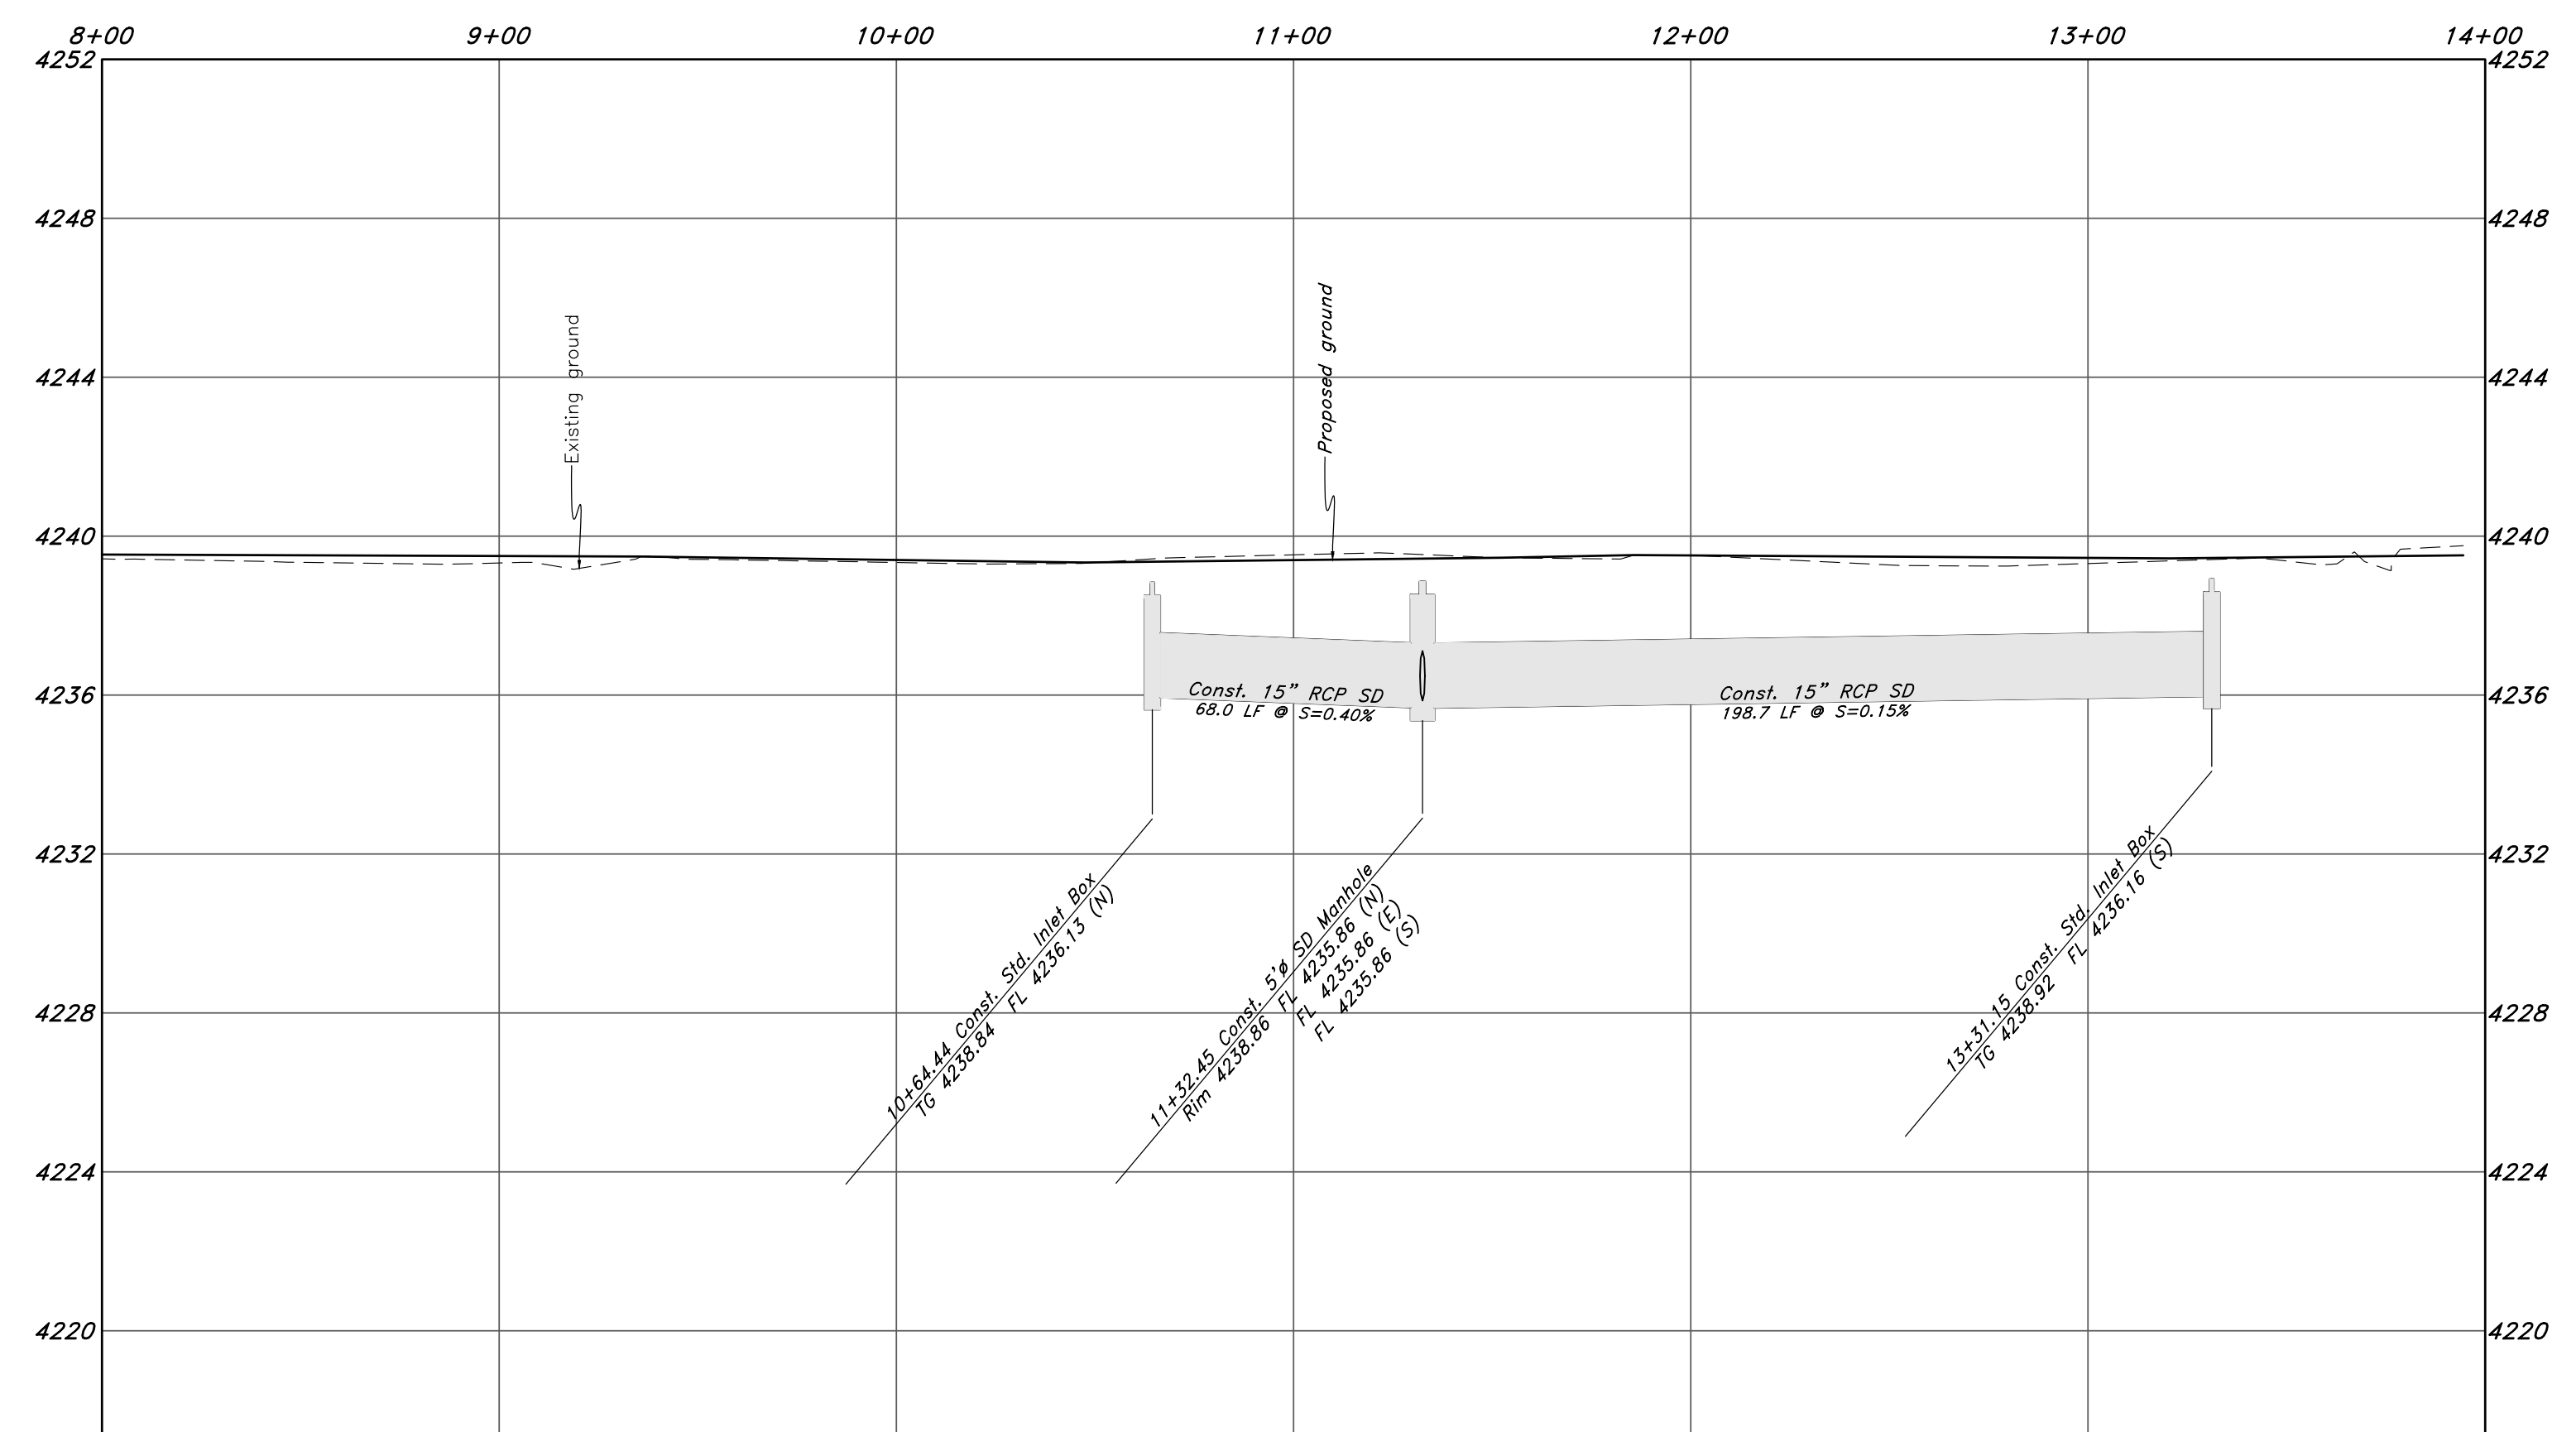 8+00 9+00 10+00 11+00 12+00 13+00 14+00
4252 4252
4248 4248
4244 4244
Existing ground
Proposed ground
4240 4240
4236 4236
Const. 15” RCP SD
68.0 LF @ S=0.40%
Const. 15” RCP SD
198.7 LF @ S=0.15%
4232 4232
10+64.44 Const. Std. Inlet Box
TG 4238.84 FL 4236.13 (N)
11+32.45 Const. 5'ø SD Manhole
Rim 4238.86 FL 4235.86 (N)
FL 4235.86 (E)
FL 4235.86 (S)
13+31.15 Const. Std. Inlet Box
TG 4238.92 FL 4236.16 (S)
4228 4228
4224 4224
4220 4220